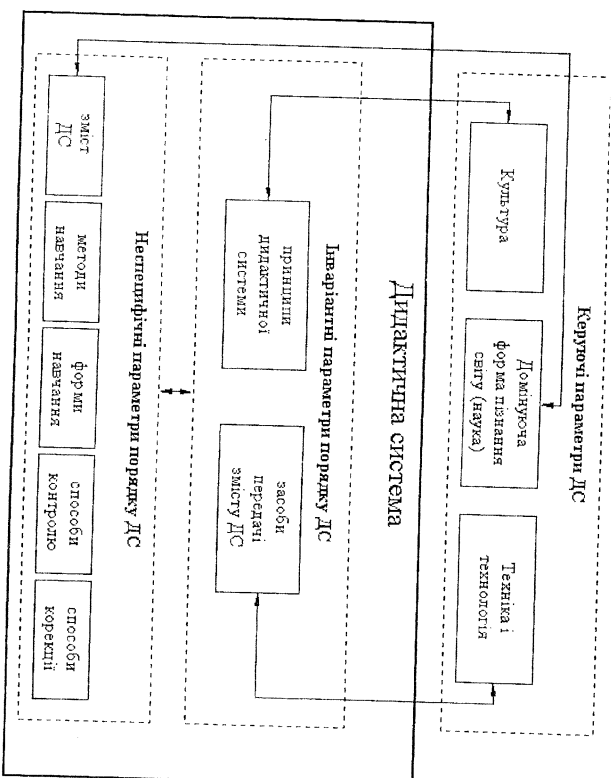 Керуючі параметри ДС
Культура
Домінуюча
форма пізнання
світу (наука)
Техніка і
технологія
Дидактична система
Інваріантні параметри порядку ДС
принципи
дидактичної
системи
засоби
передачі
змісту ДС
Неспецифічні параметри порядку ДС
зміст
ДС
методи
навчання
форми
навчання
способи
контролю
способи
корекції